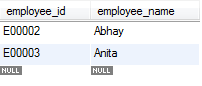 employee_id employee_name
E00002 Abhay
E00003 Anita
NULL NULL